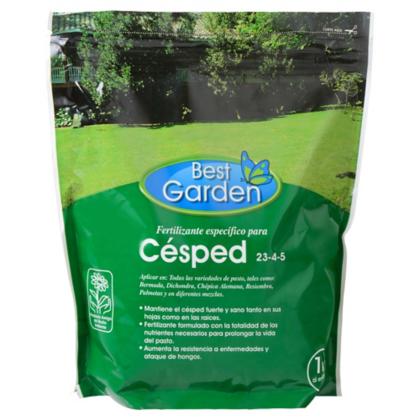 Best
Garden
Fertilizante específico para
Césped 23-4-5
Aplicar en: Todas las variedades de pasto, tales como:
Bermuda, Dichondra, Chépica Alemana, Resiembra,
Palmetas y en diferentes mezclas.
• Mantiene el césped fuerte y sano tanto en sus
hojas como en las raíces.
• Fertilizante formulado con la totalidad de los
nutrientes necesarios para prolongar la vida
del pasto.
• Aumenta la resistencia a enfermedades y
ataque de hongos.
1